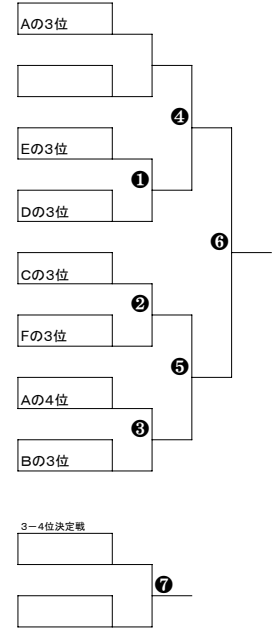 Aの3位
❹
Eの3位
❶
Dの3位
❻
Cの3位
❷
Fの3位
❺
Aの4位
❸
Bの3位
3－4位決定戦
❼